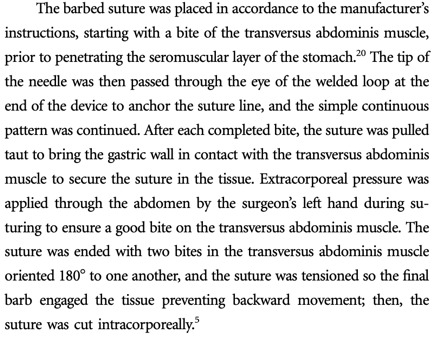 The barbed suture was placed in accordance to the manufacturer's
instructions, starting with a bite of the transversus abdominis muscle,
prior to penetrating the seromuscular layer of the stomach.²⁰ The tip of
the needle was then passed through the eye of the welded loop at the
end of the device to anchor the suture line, and the simple continuous
pattern was continued. After each completed bite, the suture was pulled
taut to bring the gastric wall in contact with the transversus abdominis
muscle to secure the suture in the tissue. Extracorporeal pressure was
applied through the abdomen by the surgeon's left hand during su-
turing to ensure a good bite on the transversus abdominis muscle. The
suture was ended with two bites in the transversus abdominis muscle
oriented 180° to one another, and the suture was tensioned so the final
barb engaged the tissue preventing backward movement; then, the
suture was cut intracorporeally.⁵